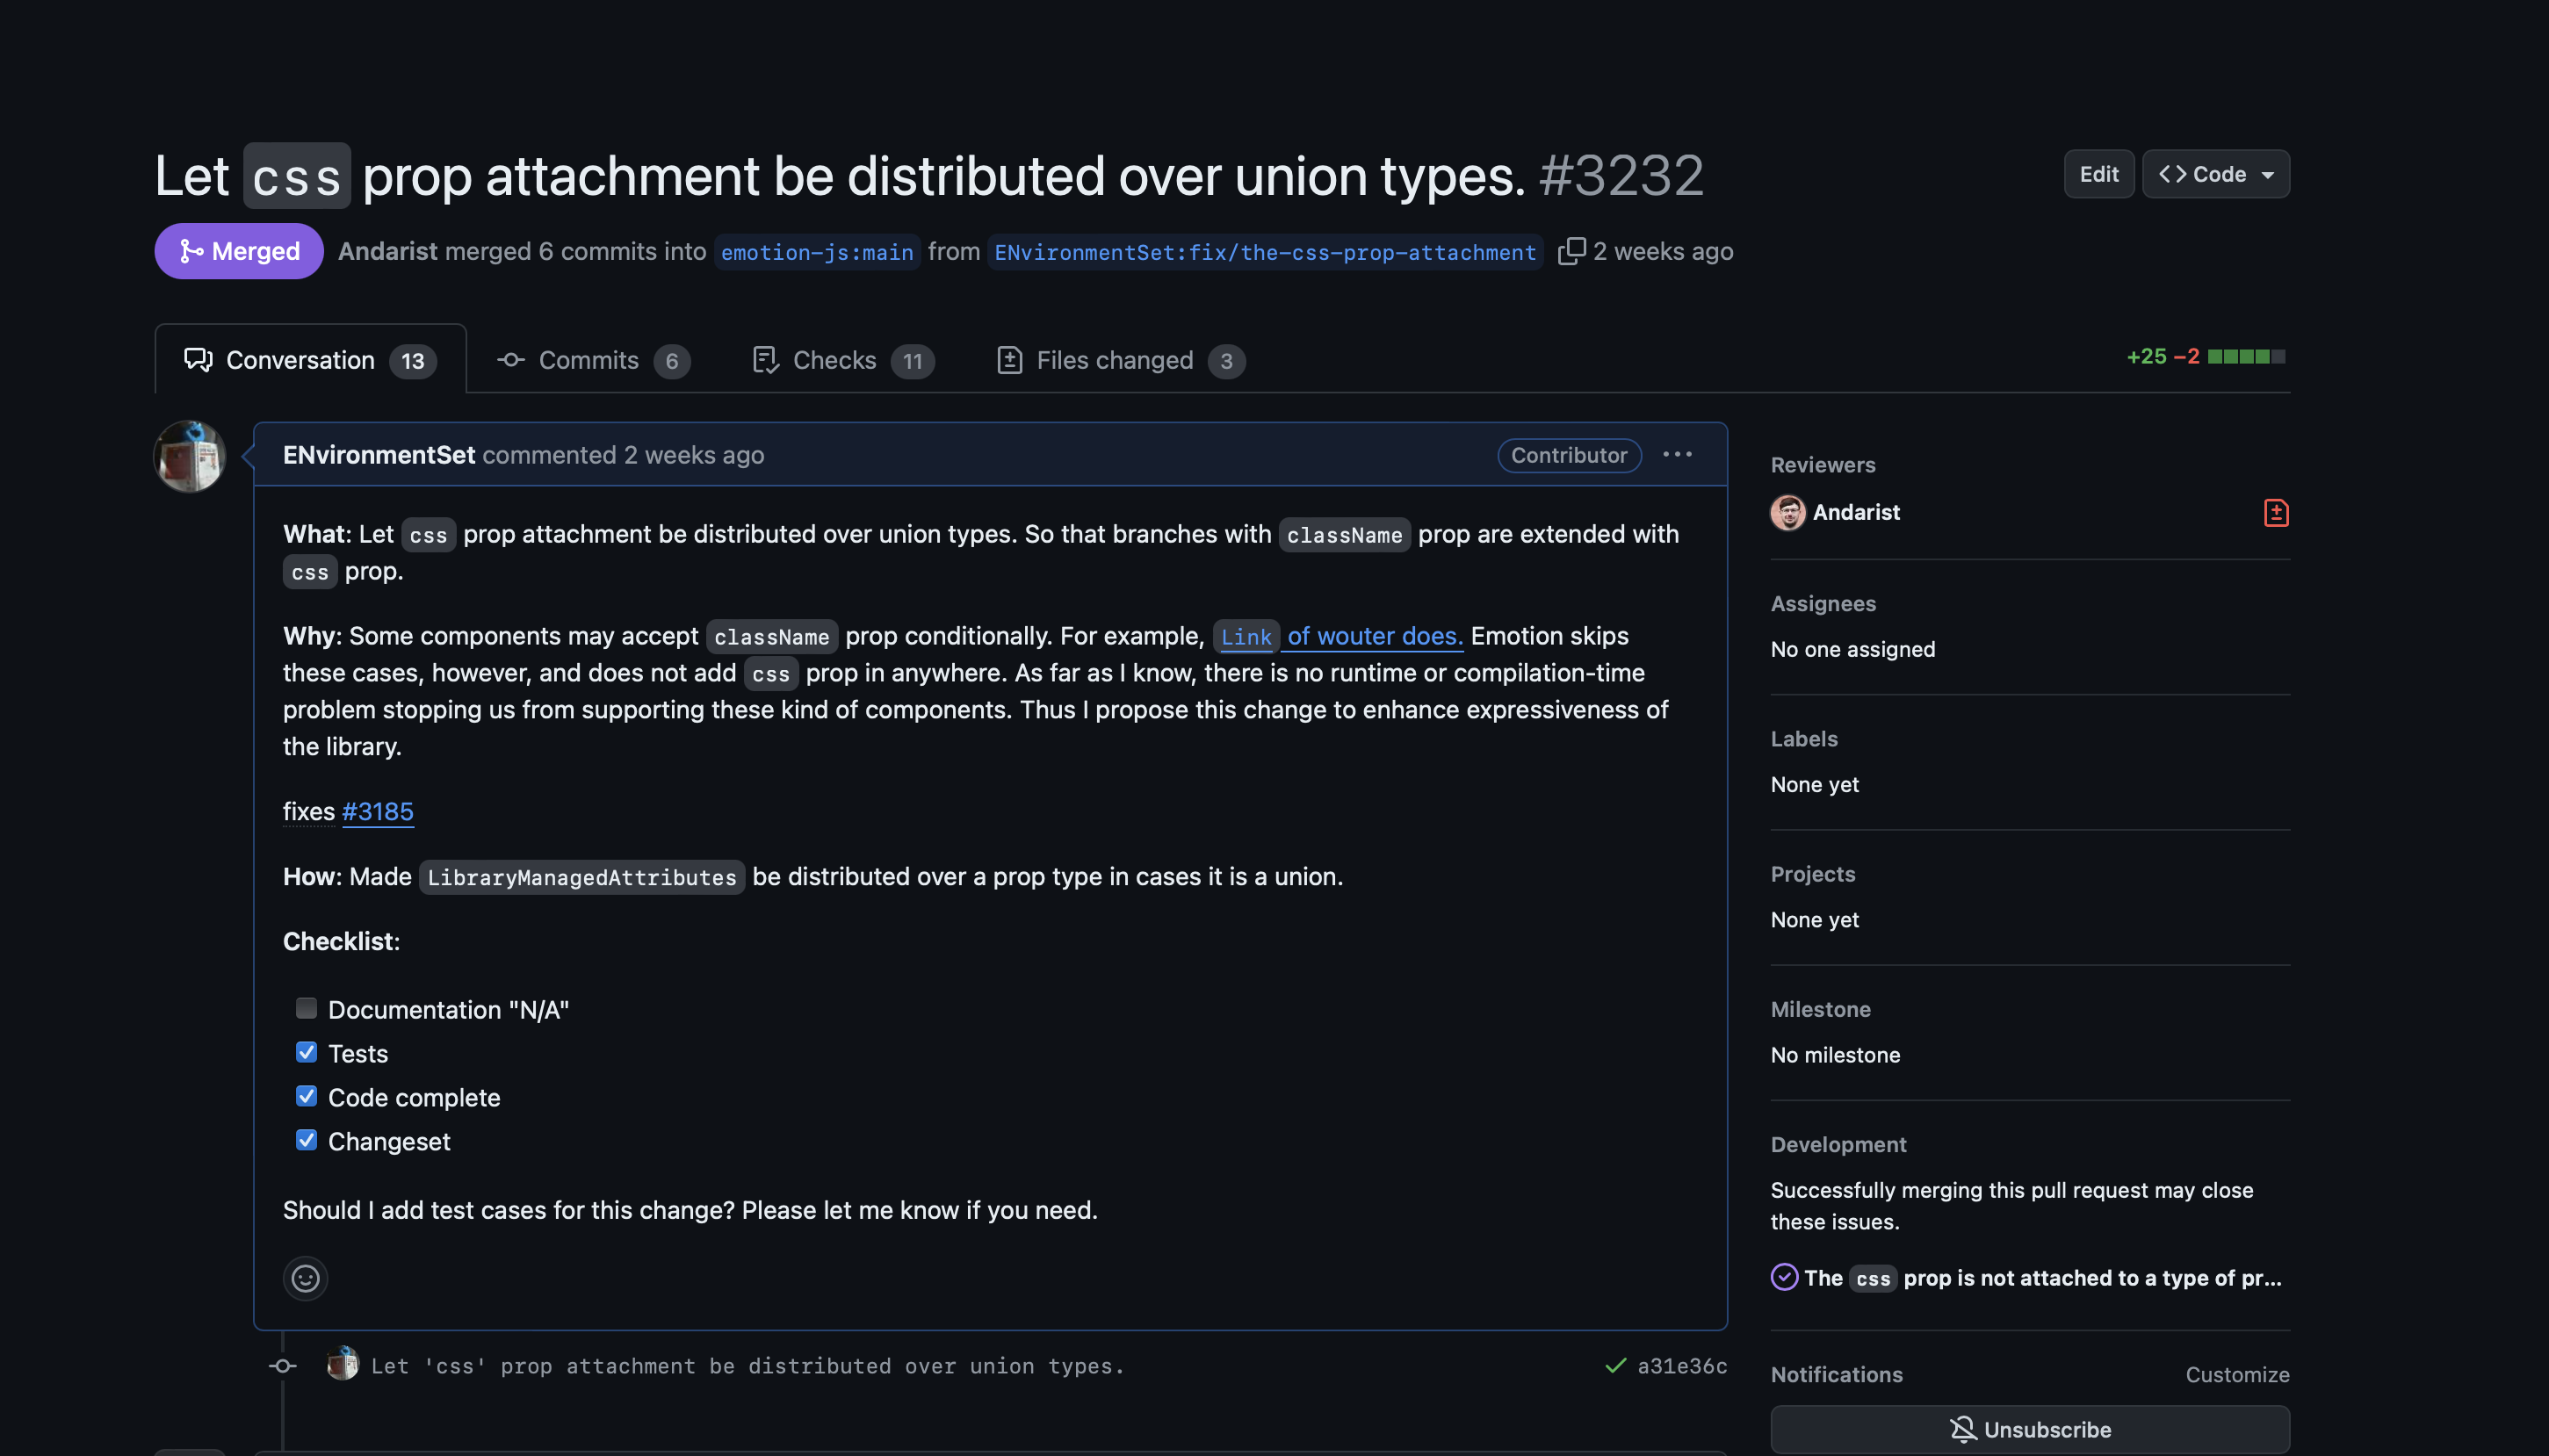 Let css prop attachment be distributed over union types. #3232
Edit
Code
Merged
Andarist merged 6 commits into emotion-js:main from ENvironmentSet:fix/the-css-prop-attachment 2 weeks ago
Conversation 13
Commits 6
Checks 11
Files changed 3
+25 −2
ENvironmentSet commented 2 weeks ago
Contributor
What: Let css prop attachment be distributed over union types. So that branches with className prop are extended with
css prop.
Why: Some components may accept className prop conditionally. For example, Link of wouter does. Emotion skips
these cases, however, and does not add css prop in anywhere. As far as I know, there is no runtime or compilation-time
problem stopping us from supporting these kind of components. Thus I propose this change to enhance expressiveness of
the library.
fixes #3185
How: Made LibraryManagedAttributes be distributed over a prop type in cases it is a union.
Checklist:
Documentation "N/A"
Tests
Code complete
Changeset
Should I add test cases for this change? Please let me know if you need.
Let 'css' prop attachment be distributed over union types.
a31e36c
Reviewers
Andarist
Assignees
No one assigned
Labels
None yet
Projects
None yet
Milestone
No milestone
Development
Successfully merging this pull request may close
these issues.
The css prop is not attached to a type of pr...
Notifications
Customize
Unsubscribe